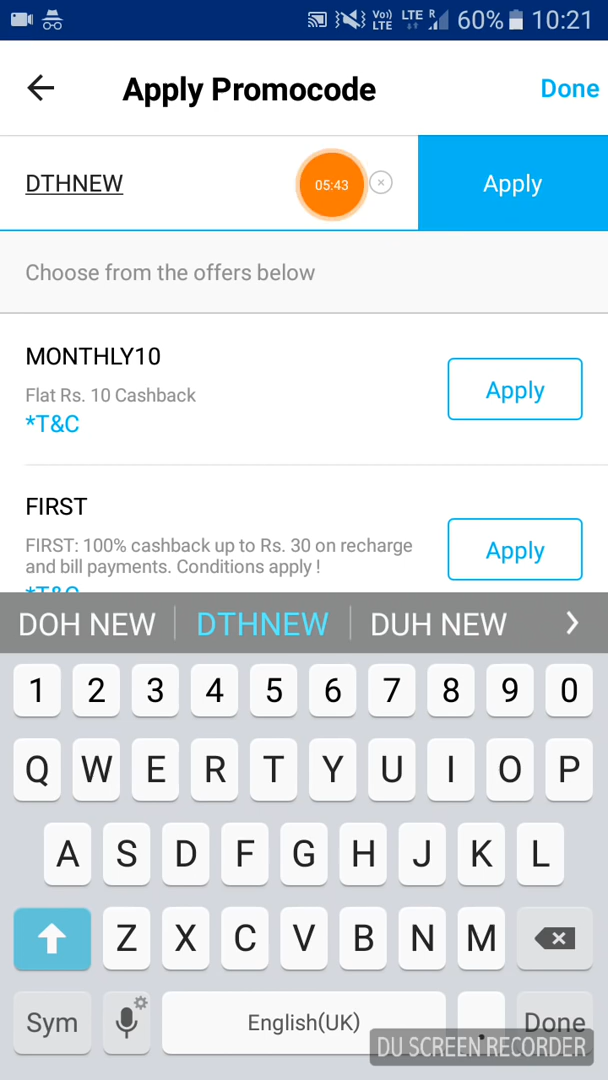 Vo) LTE LTE R 60% 10:21
Apply Promocode Done
DTHNEW 05:43 Apply
Choose from the offers below
MONTHLY10
Flat Rs. 10 Cashback
*T&C
Apply
FIRST
FIRST: 100% cashback up to Rs. 30 on recharge
and bill payments. Conditions apply !
*T&C
Apply
DOH NEW DTHNEW DUH NEW
1 2 3 4 5 6 7 8 9 0
Q W E R T Y U I O P
A S D F G H J K L
Z X C V B N M
Sym English(UK) . Done
DU SCREEN RECORDER